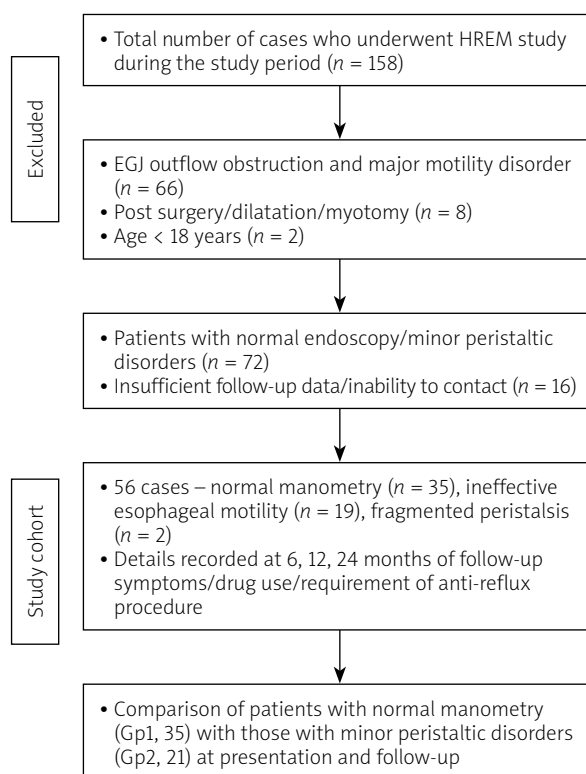 • Total number of cases who underwent HREM study
during the study period (n = 158)
Excluded
• EGJ outflow obstruction and major motility disorder
(n = 66)
• Post surgery/dilatation/myotomy (n = 8)
• Age < 18 years (n = 2)
• Patients with normal endoscopy/minor peristaltic
disorders (n = 72)
• Insufficient follow-up data/inability to contact (n = 16)
Study cohort
• 56 cases – normal manometry (n = 35), ineffective
esophageal motility (n = 19), fragmented peristalsis
(n = 2)
• Details recorded at 6, 12, 24 months of follow-up
symptoms/drug use/requirement of anti-reflux
procedure
• Comparison of patients with normal manometry
(Gp1, 35) with those with minor peristaltic disorders
(Gp2, 21) at presentation and follow-up